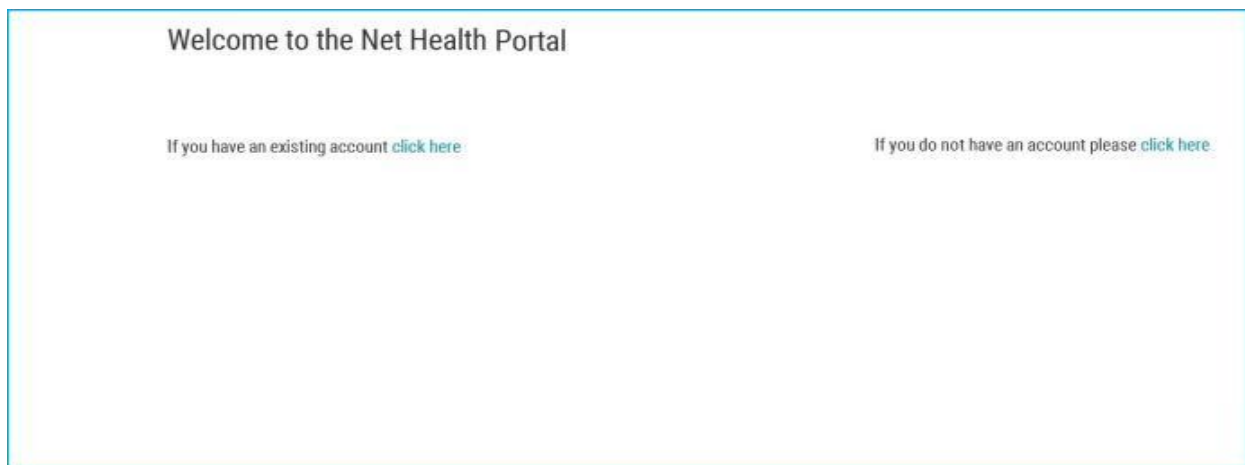 Welcome to the Net Health Portal
If you have an existing account click here
If you do not have an account please click here